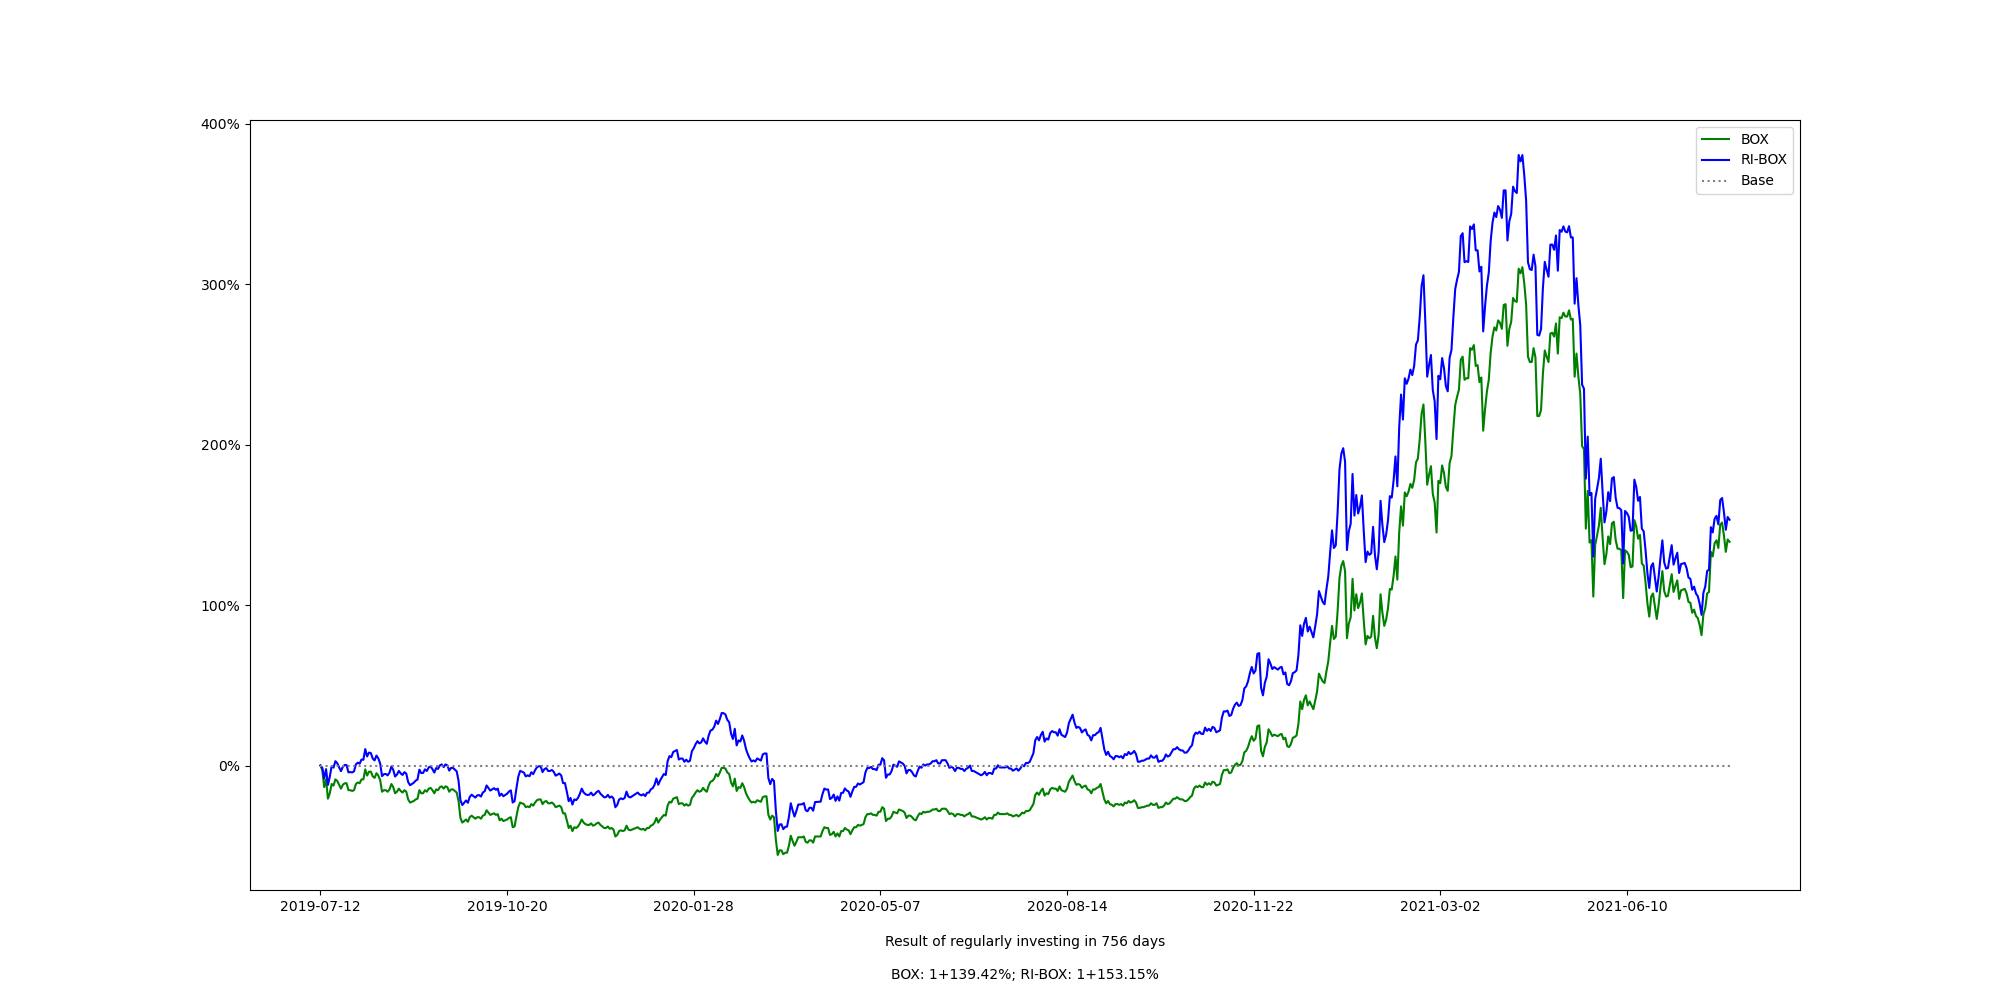 400%
300%
200%
100%
0%
BOX
RI-BOX
Base
2019-07-12
2019-10-20
2020-01-28
2020-05-07
2020-08-14
2020-11-22
2021-03-02
2021-06-10
Result of regularly investing in 756 days
BOX: 1+139.42%; RI-BOX: 1+153.15%